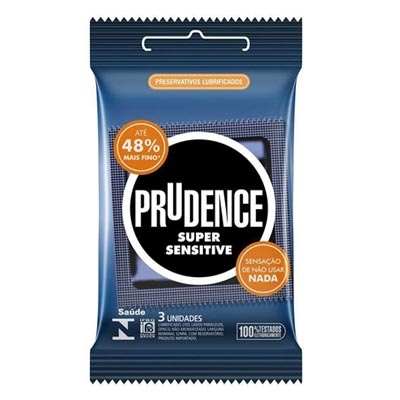 PRESERVATIVOS LUBRIFICADOS
ATÉ
48%
MAIS FINO*
PRUDENCE
SUPER
SENSITIVE
SENSAÇÃO
DE NÃO USAR
NADA
Saúde
3 UNIDADES
100% TESTADOS
ELETRONICAMENTE